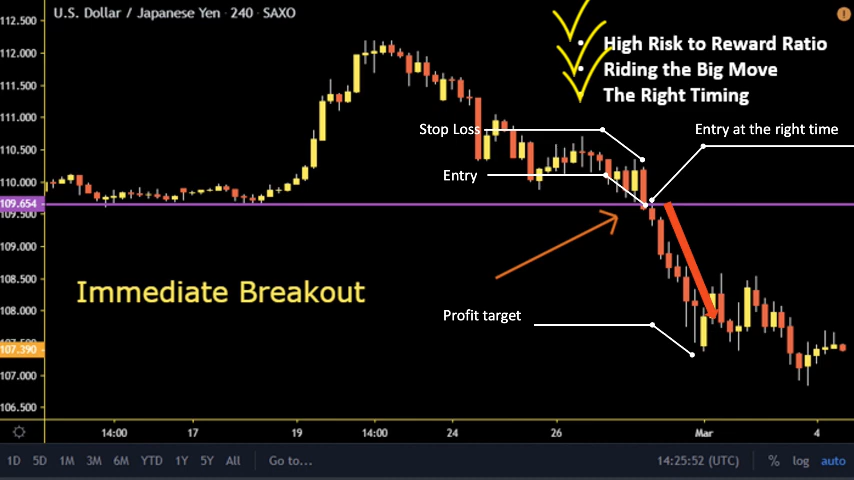 U.S. Dollar / Japanese Yen · 240 · SAXO
High Risk to Reward Ratio
Riding the Big Move
The Right Timing
Stop Loss
Entry at the right time
Entry
Immediate Breakout
Profit target
112.500
112.000
111.500
111.000
110.500
110.000
109.654
109.500
109.000
108.500
108.000
107.390
107.000
106.500
14:00 17 19 14:00 24 26 Mar 4
1D 5D 1M 3M 6M YTD 1Y 5Y All Go to... 14:25:52 (UTC) % log auto